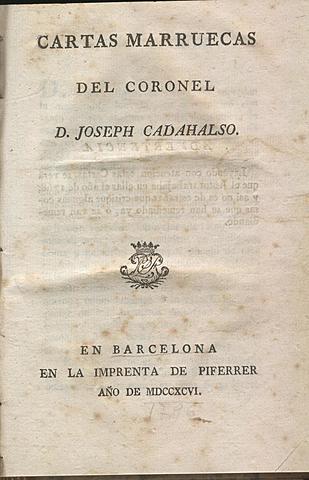 CARTAS MARRUECAS
DEL CORONEL
D. JOSEPH CADAHALSO.
EN BARCELONA
EN LA IMPRENTA DE PIFERRER
AÑO DE MDCCXCVI.